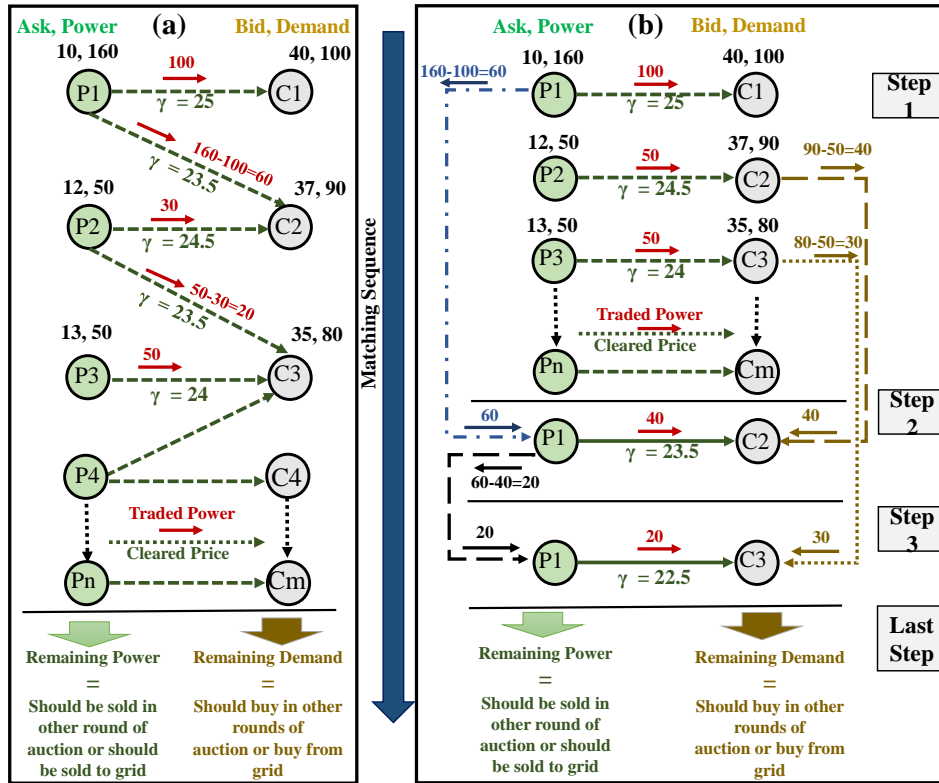 (a)
Ask, Power
Bid, Demand
10, 160
40, 100
P1
100
γ = 25
C1
160-100=60
γ = 23.5
12, 50
37, 90
P2
30
γ = 24.5
C2
50-30=20
γ = 23.5
13, 50
35, 80
P3
50
γ = 24
C3
P4
C4
Traded Power
Cleared Price
Pn
Cm
Remaining Power
=
Should be sold in
other round of
auction or should
be sold to grid
Remaining Demand
=
Should buy in other
rounds of
auction or buy from
grid
Matching Sequence
(b)
Ask, Power
Bid, Demand
10, 160
40, 100
160-100=60
P1
100
γ = 25
C1
Step
1
12, 50
37, 90
P2
50
γ = 24.5
C2
90-50=40
13, 50
35, 80
P3
50
γ = 24
C3
80-50=30
Traded Power
Cleared Price
Pn
Cm
60
P1
40
γ = 23.5
C2
40
Step
2
60-40=20
20
P1
20
γ = 22.5
C3
30
Step
3
Remaining Power
=
Should be sold in
other round of
auction or should
be sold to grid
Remaining Demand
=
Should buy in other
rounds of
auction or buy from
grid
Last
Step